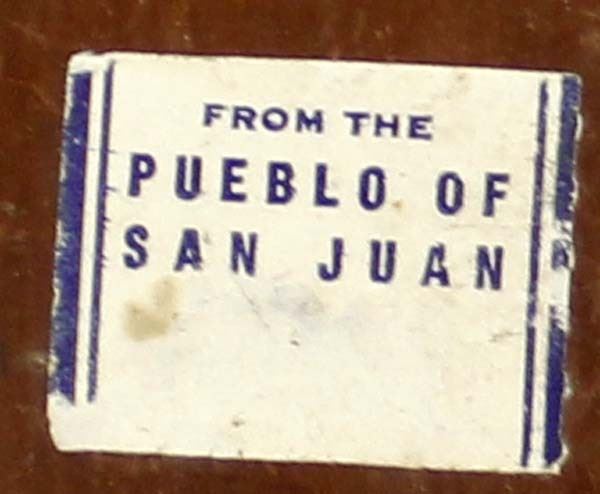 FROM THE
PUEBLO OF
SAN JUAN